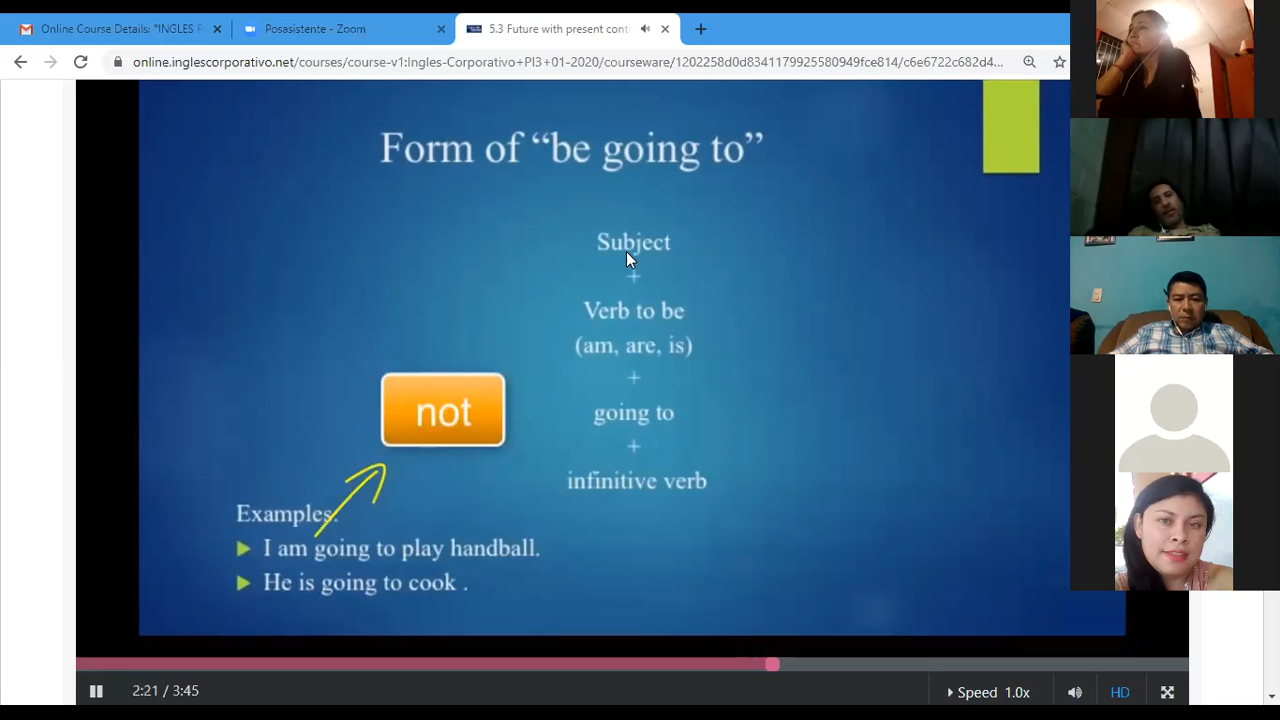 Online Course Details: "INGLES P
Posasistente - Zoom
5.3 Future with present cont
online.inglescorporativo.net/courses/course-v1:Ingles-Corporativo+PI3+01-2020/courseware/1202258d0d8341179925580949fce814/c6e6722c682d4...
Form of “be going to”
Subject
+
Verb to be
(am, are, is)
+
not
going to
+
infinitive verb
Examples:
I am going to play handball.
He is going to cook .
2:21 / 3:45
Speed 1.0x
HD